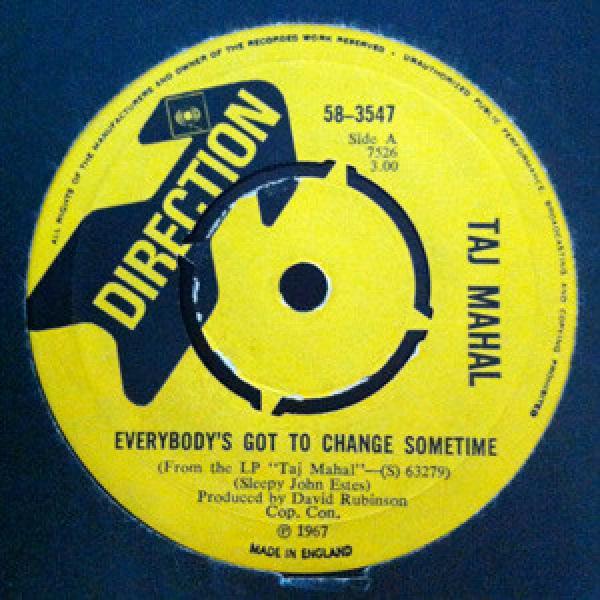 ALL RIGHTS OF THE MANUFACTURERS AND OWNER OF THE RECORDED WORK RESERVED • UNAUTHORIZED PUBLIC PERFORMANCE, BROADCASTING AND COPYING PROHIBITED
DIRECTION
58-3547
Side A
7526
3.00
TAJ MAHAL
EVERYBODY'S GOT TO CHANGE SOMETIME
(From the LP "Taj Mahal"—(S) 63279)
(Sleepy John Estes)
Produced by David Rubinson
Cop. Con.
℗ 1967
MADE IN ENGLAND